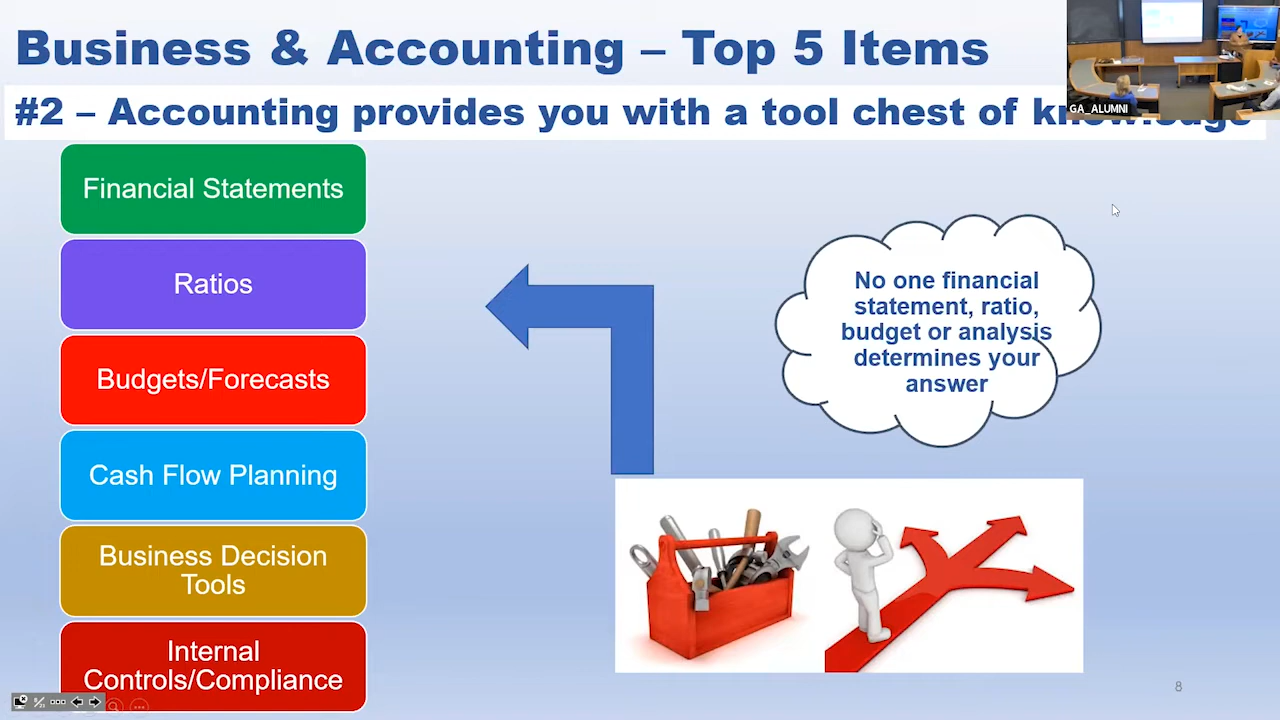 Business & Accounting – Top 5 Items
#2 – Accounting provides you with a tool chest of
GA_ALUMNI
Financial Statements
Ratios
Budgets/Forecasts
Cash Flow Planning
Business Decision
Tools
Internal
Controls/Compliance
No one financial
statement, ratio,
budget or analysis
determines your
answer
8